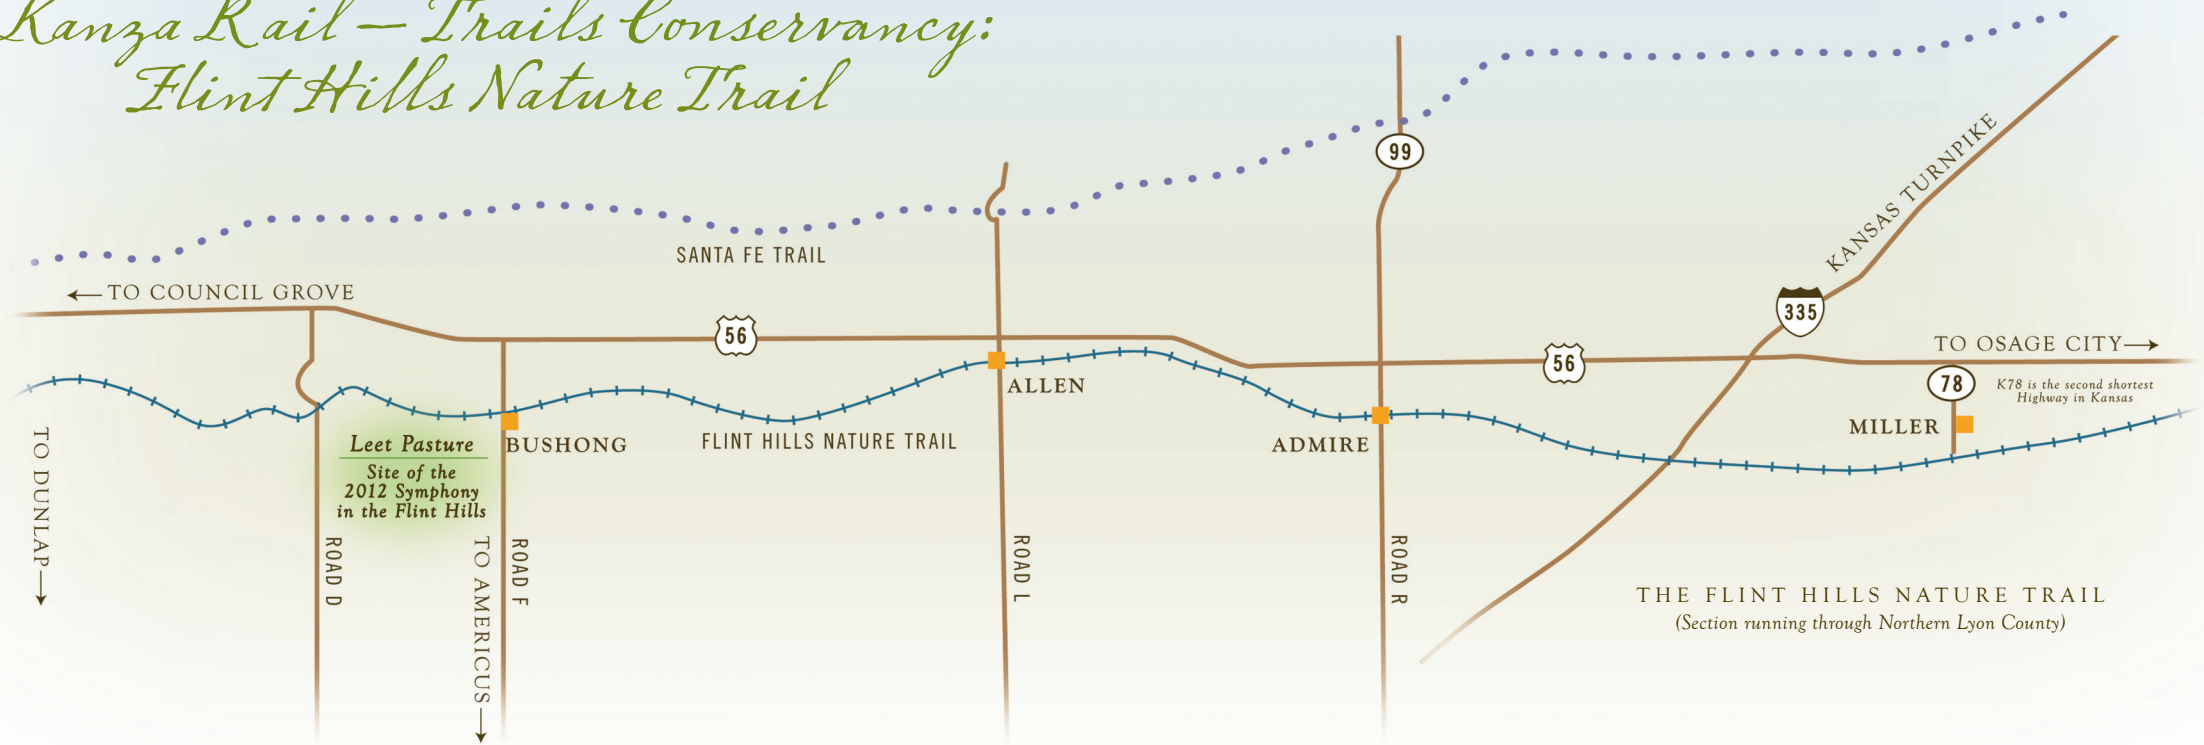 Kanza Rail – Trails Conservancy:
Flint Hills Nature Trail
99
KANSAS TURNPIKE
SANTA FE TRAIL
TO COUNCIL GROVE
335
56
56
TO OSAGE CITY
78
K78 is the second shortest
Highway in Kansas
ALLEN
MILLER
BUSHONG
FLINT HILLS NATURE TRAIL
ADMIRE
Leet Pasture
Site of the
2012 Symphony
in the Flint Hills
TO DUNLAP
ROAD D
TO AMERICUS
ROAD F
ROAD L
ROAD R
THE FLINT HILLS NATURE TRAIL
(Section running through Northern Lyon County)